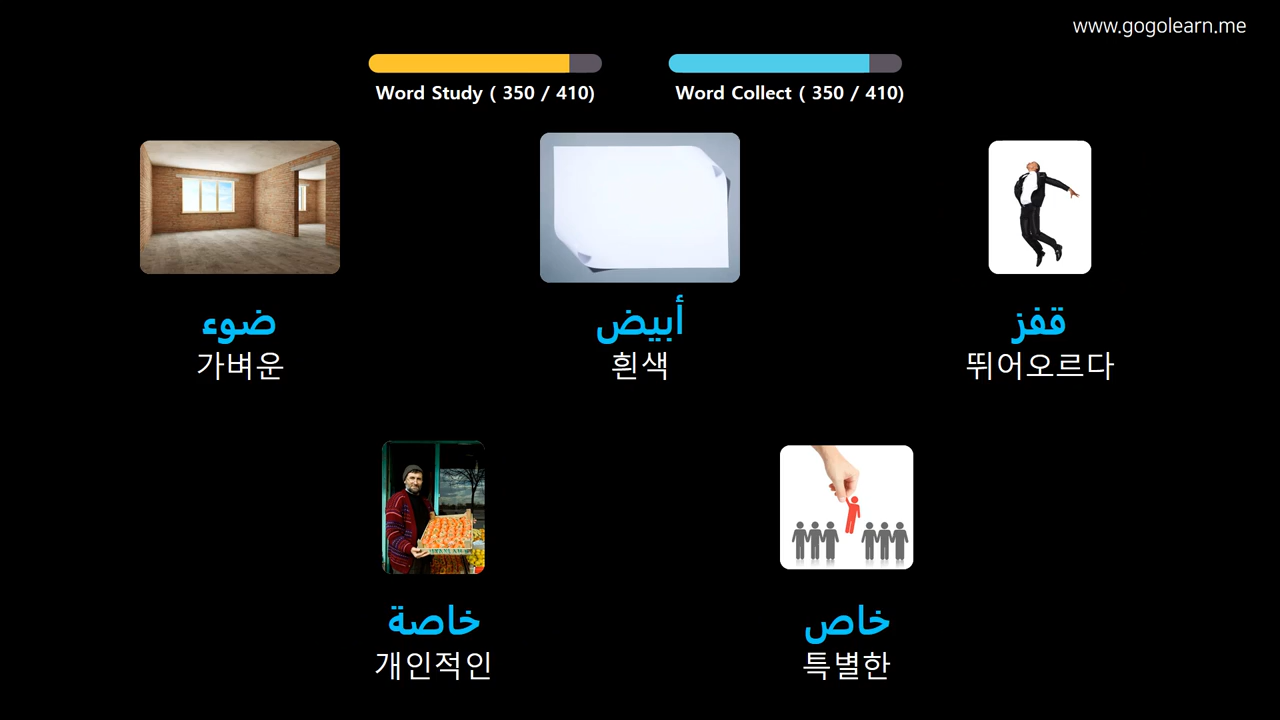 www.gogolearn.me
Word Study ( 350 / 410)
Word Collect ( 350 / 410)
ضوء
가벼운
أبيض
흰색
قفز
뛰어오르다
خاصة
개인적인
خاص
특별한